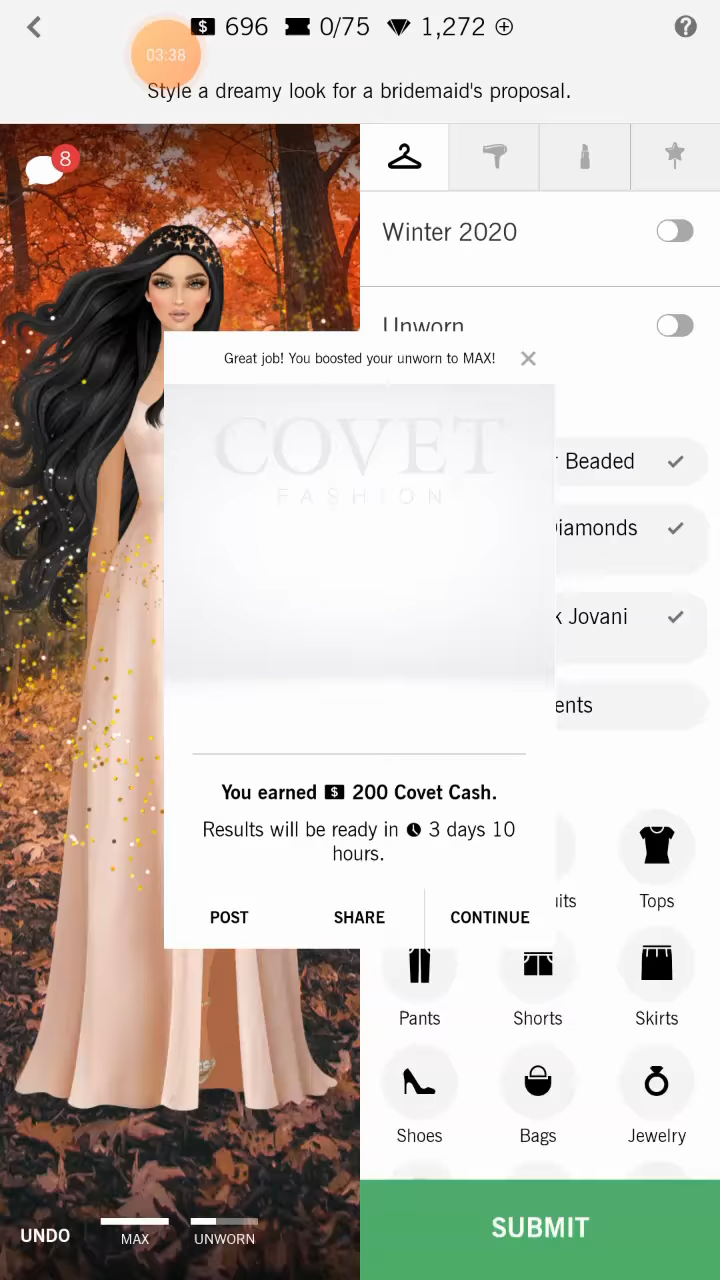 696 0/75 1,272
03:38
Style a dreamy look for a bridemaid's proposal.
8
Winter 2020
Unworn
Great job! You boosted your unworn to MAX!
COVET
FASHION
Beaded
Diamonds
Jovani
You earned $ 200 Covet Cash.
Results will be ready in 3 days 10
hours.
POST SHARE CONTINUE
Tops
Pants Shorts Skirts
Shoes Bags Jewelry
UNDO MAX UNWORN
SUBMIT